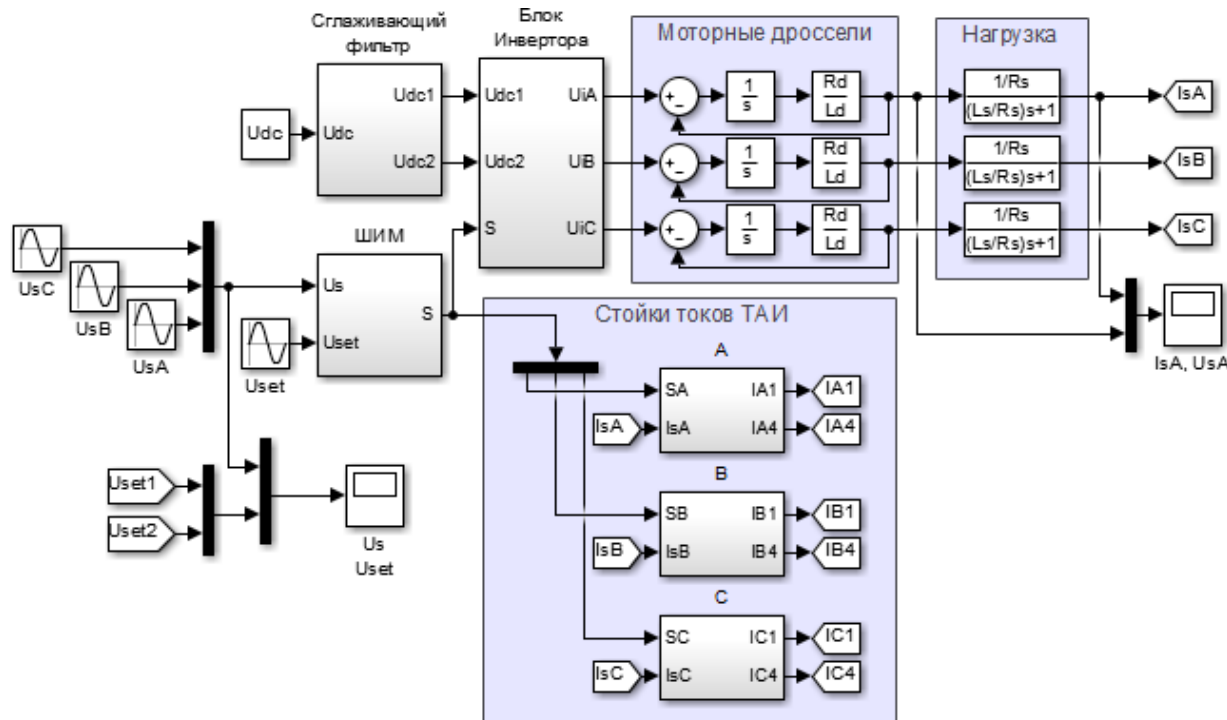 Сглаживающий
фильтр
Блок
Инвертора
Моторные дроссели
Нагрузка
Udc
Udc
Udc1
Udc2
Udc1
Udc2
S
UiA
UiB
UiC
1
s
Rd
Ld
1/Rs
(Ls/Rs)s+1
IsA
1
s
Rd
Ld
1/Rs
(Ls/Rs)s+1
IsB
1
s
Rd
Ld
1/Rs
(Ls/Rs)s+1
IsC
UsC
UsB
UsA
Uset
ШИМ
Us
Uset
S
IsA, UsA
Uset1
Uset2
Us
Uset
Стойки токов ТАИ
A
SA
IsA
IA1
IA4
IsA
IA1
IA4
B
SB
IsB
IB1
IB4
IsB
IB1
IB4
C
SC
IsC
IC1
IC4
IsC
IC1
IC4